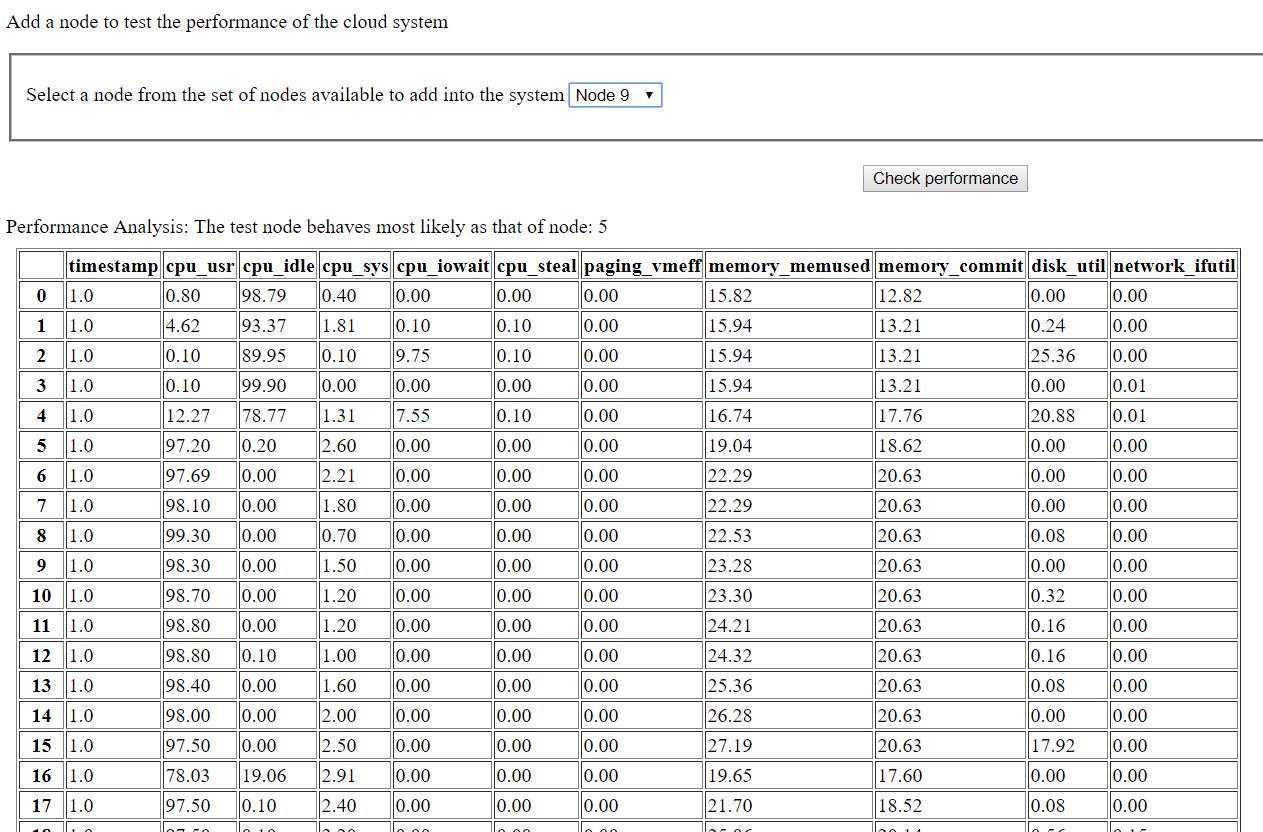 Add a node to test the performance of the cloud system
Select a node from the set of nodes available to add into the system Node 9
Check performance
Performance Analysis: The test node behaves most likely as that of node: 5
timestamp cpu_usr cpu_idle cpu_sys cpu_iowait cpu_steal paging_vmeff memory_memused memory_commit disk_util network_ifutil
0 1.0 0.80 98.79 0.40 0.00 0.00 0.00 15.82 12.82 0.00 0.00
1 1.0 4.62 93.37 1.81 0.10 0.10 0.00 15.94 13.21 0.24 0.00
2 1.0 0.10 89.95 0.10 9.75 0.10 0.00 15.94 13.21 25.36 0.00
3 1.0 0.10 99.90 0.00 0.00 0.00 0.00 15.94 13.21 0.00 0.01
4 1.0 12.27 78.77 1.31 7.55 0.10 0.00 16.74 17.76 20.88 0.01
5 1.0 97.20 0.20 2.60 0.00 0.00 0.00 19.04 18.62 0.00 0.00
6 1.0 97.69 0.00 2.21 0.00 0.00 0.00 22.29 20.63 0.00 0.00
7 1.0 98.10 0.00 1.80 0.00 0.00 0.00 22.29 20.63 0.00 0.00
8 1.0 99.30 0.00 0.70 0.00 0.00 0.00 22.53 20.63 0.08 0.00
9 1.0 98.30 0.00 1.50 0.00 0.00 0.00 23.28 20.63 0.00 0.00
10 1.0 98.70 0.00 1.20 0.00 0.00 0.00 23.30 20.63 0.32 0.00
11 1.0 98.80 0.00 1.20 0.00 0.00 0.00 24.21 20.63 0.16 0.00
12 1.0 98.80 0.10 1.00 0.00 0.00 0.00 24.32 20.63 0.16 0.00
13 1.0 98.40 0.00 1.60 0.00 0.00 0.00 25.36 20.63 0.08 0.00
14 1.0 98.00 0.00 2.00 0.00 0.00 0.00 26.28 20.63 0.00 0.00
15 1.0 97.50 0.00 2.50 0.00 0.00 0.00 27.19 20.63 17.92 0.00
16 1.0 78.03 19.06 2.91 0.00 0.00 0.00 19.65 17.60 0.00 0.00
17 1.0 97.50 0.10 2.40 0.00 0.00 0.00 21.70 18.52 0.08 0.00